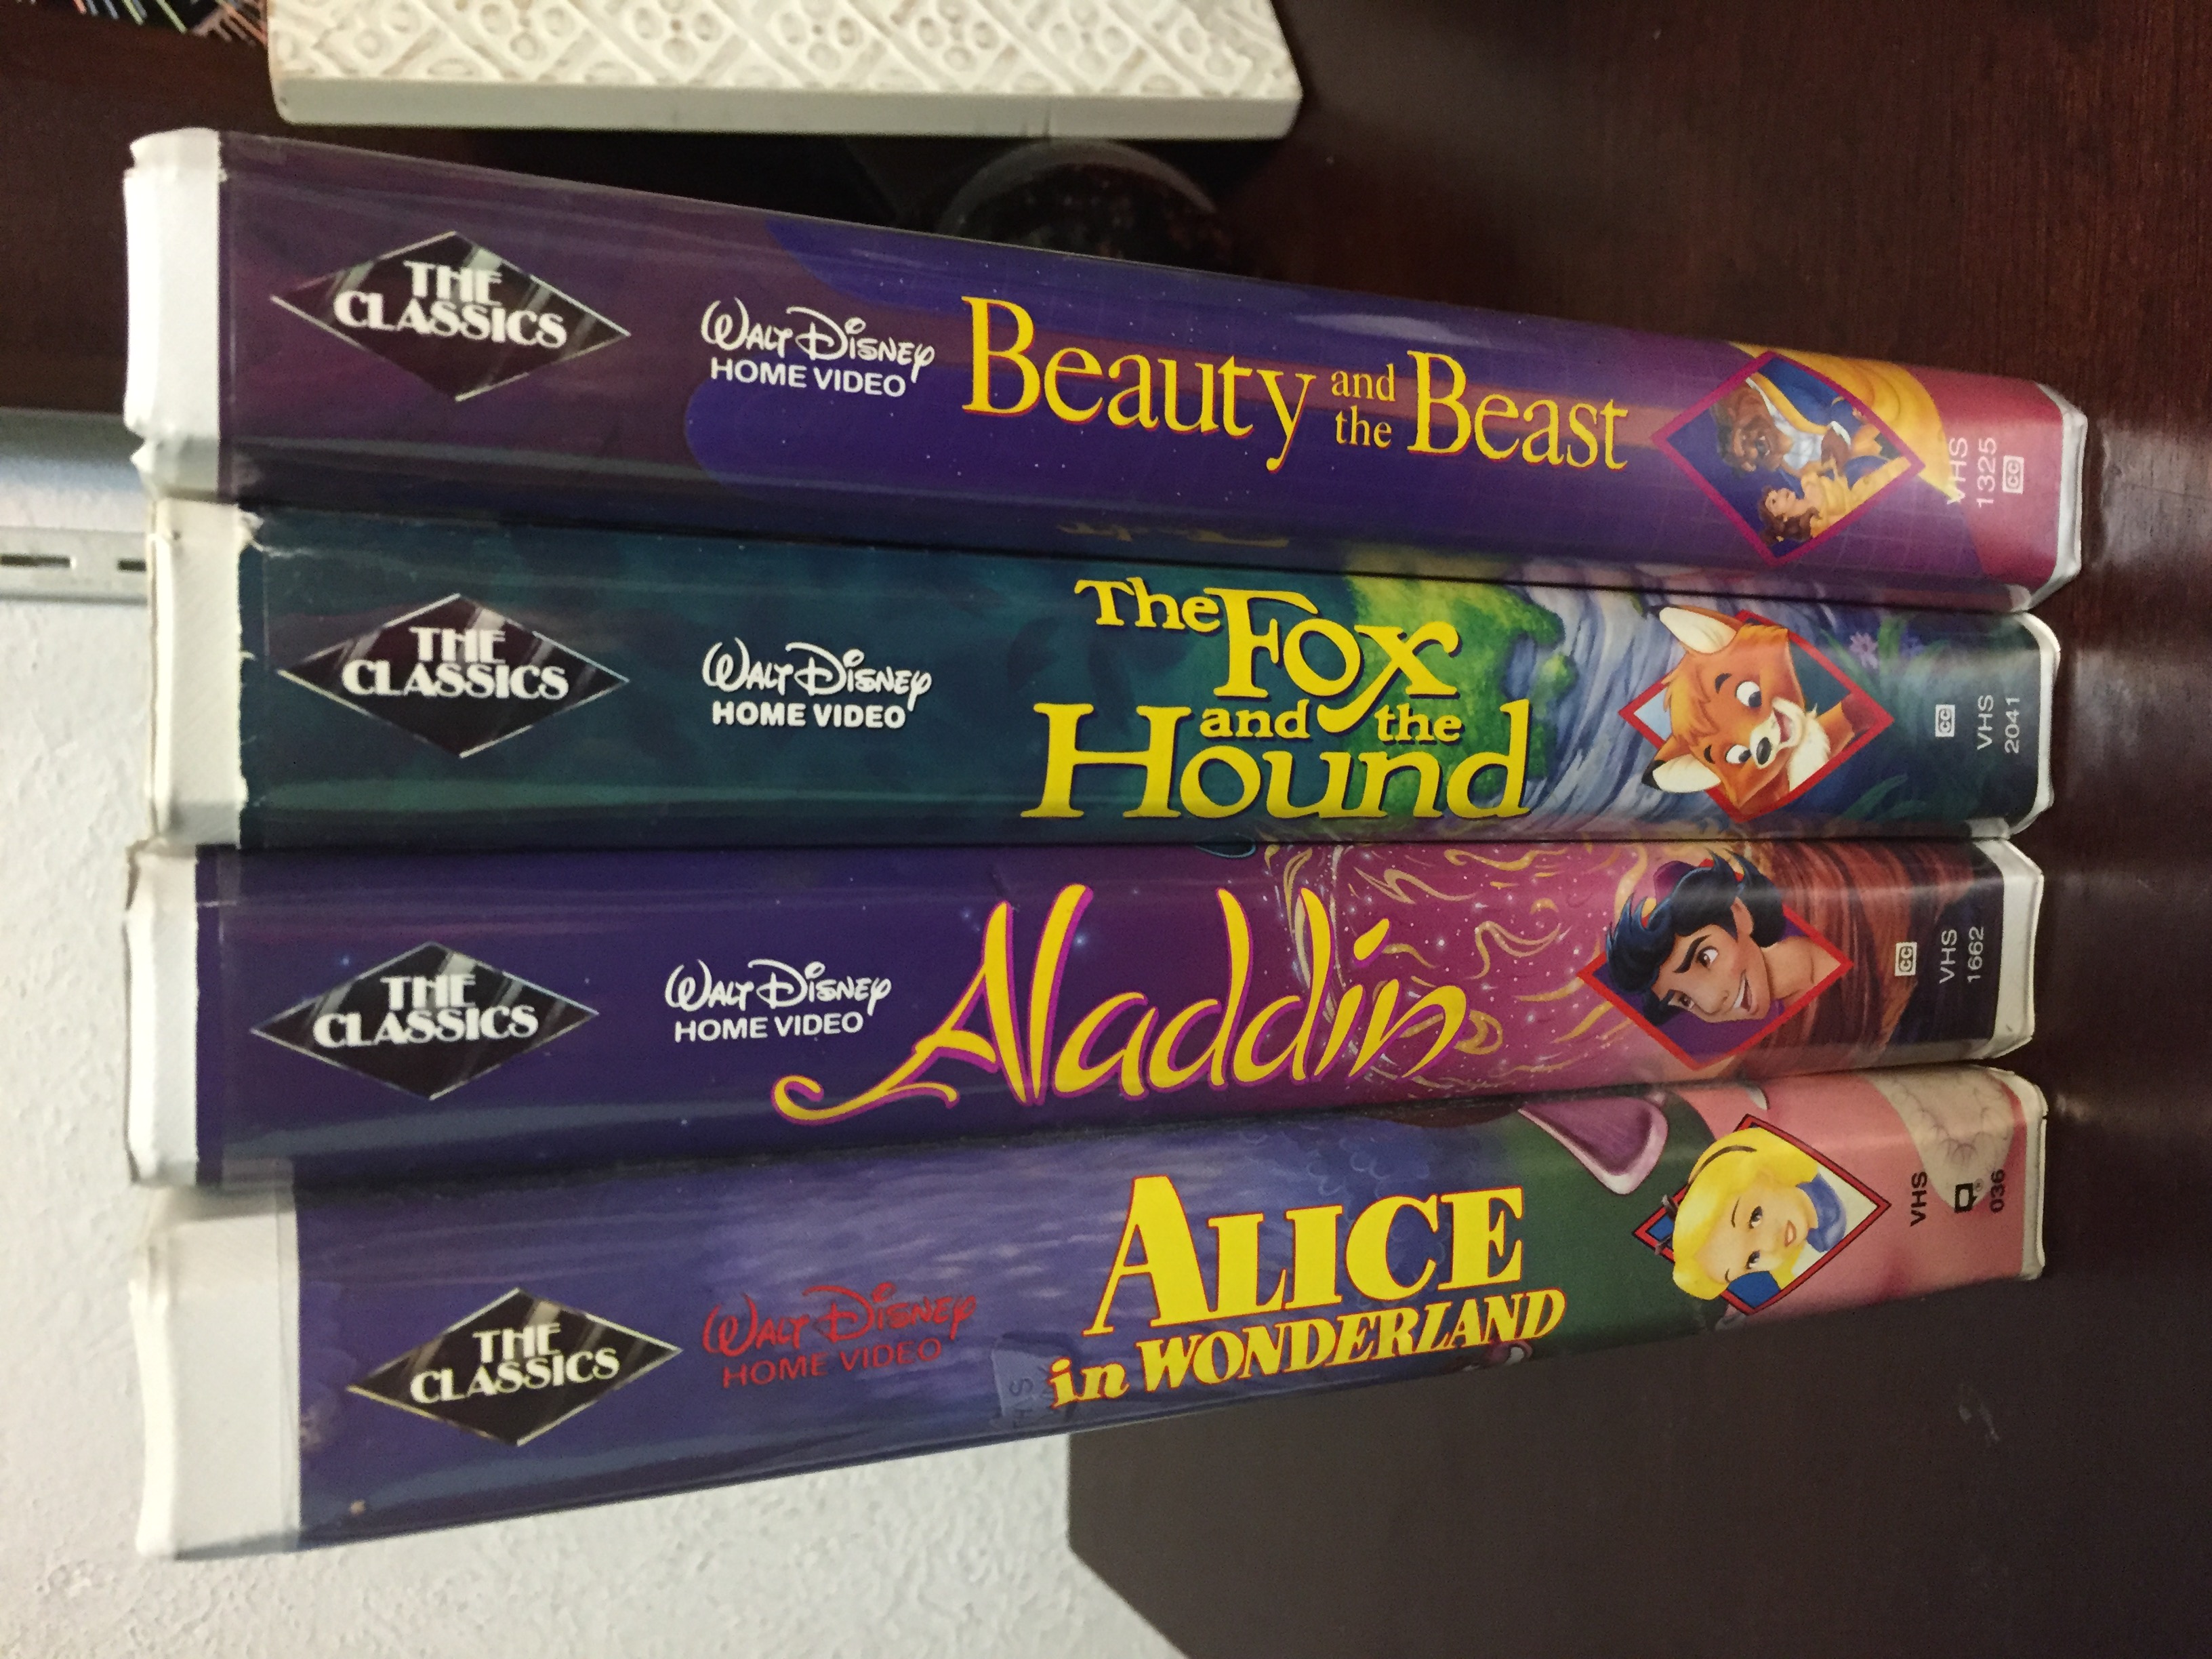 THE
CLASSICS
WALT DISNEY
HOME VIDEO
Beauty and the Beast
VHS
1325
CC
THE
CLASSICS
WALT DISNEY
HOME VIDEO
The Fox
and the
Hound
CC
VHS
2041
THE
CLASSICS
WALT DISNEY
HOME VIDEO
Aladdin
CC
VHS
1662
THE
CLASSICS
WALT DISNEY
HOME VIDEO
ALICE
in WONDERLAND
VHS
036